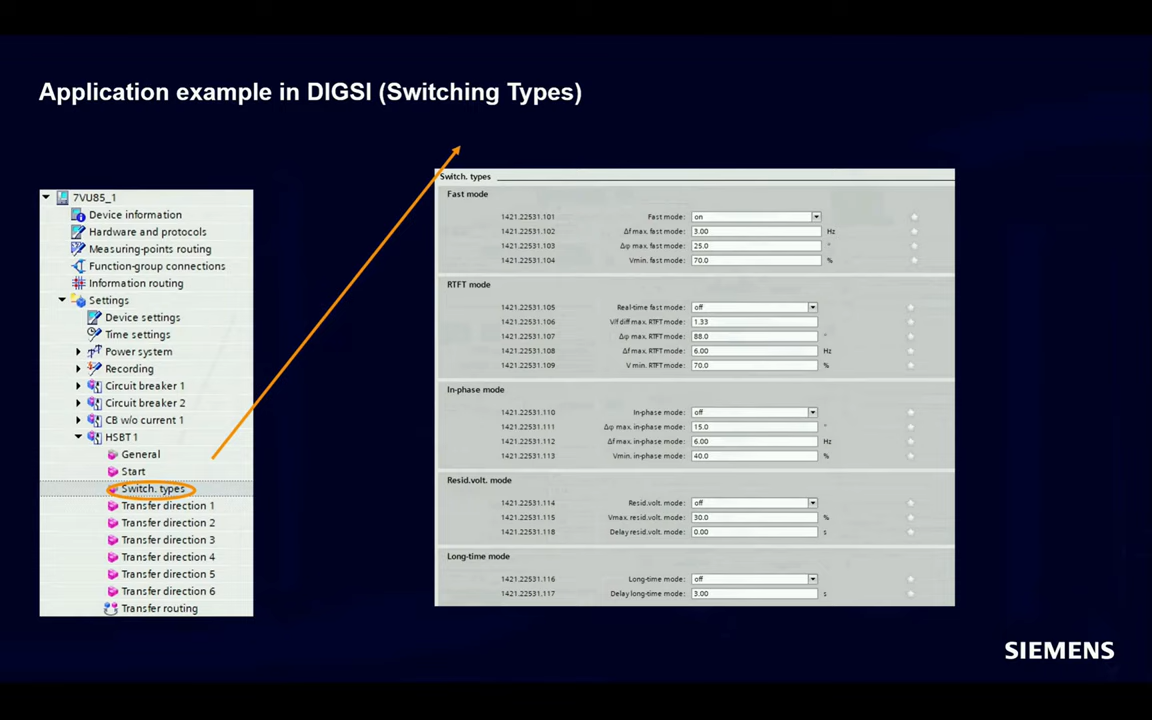 Application example in DIGSI (Switching Types)
7VU85_1
Device information
Hardware and protocols
Measuring-points routing
Function-group connections
Information routing
Settings
Device settings
Time settings
Power system
Recording
Circuit breaker 1
Circuit breaker 2
CB w/o current 1
HSBT 1
General
Start
Switch. types
Transfer direction 1
Transfer direction 2
Transfer direction 3
Transfer direction 4
Transfer direction 5
Transfer direction 6
Transfer routing
Switch. types
Fast mode
1421.22531.101 Fast mode: on
1421.22531.102 Δf max. fast mode: 3.00 Hz
1421.22531.103 Δφ max. fast mode: 25.0 °
1421.22531.104 Vmin. fast mode: 70.0 %
RTFT mode
1421.22531.105 Real-time fast mode: off
1421.22531.106 V/f diff max. RTFT mode: 1.33
1421.22531.107 Δφ max. RTFT mode: 88.0 °
1421.22531.108 Δf max. RTFT mode: 6.00 Hz
1421.22531.109 V min. RTFT mode: 70.0 %
In-phase mode
1421.22531.110 In-phase mode: off
1421.22531.111 Δφ max. in-phase mode: 15.0 °
1421.22531.112 Δf max. in-phase mode: 6.00 Hz
1421.22531.113 Vmin. in-phase mode: 40.0 %
Resid.volt. mode
1421.22531.114 Resid.volt. mode: off
1421.22531.115 Vmax. resid.volt. mode: 30.0 %
1421.22531.118 Delay resid.volt. mode: 0.00 s
Long-time mode
1421.22531.116 Long-time mode: off
1421.22531.117 Delay long-time mode: 3.00 s
SIEMENS